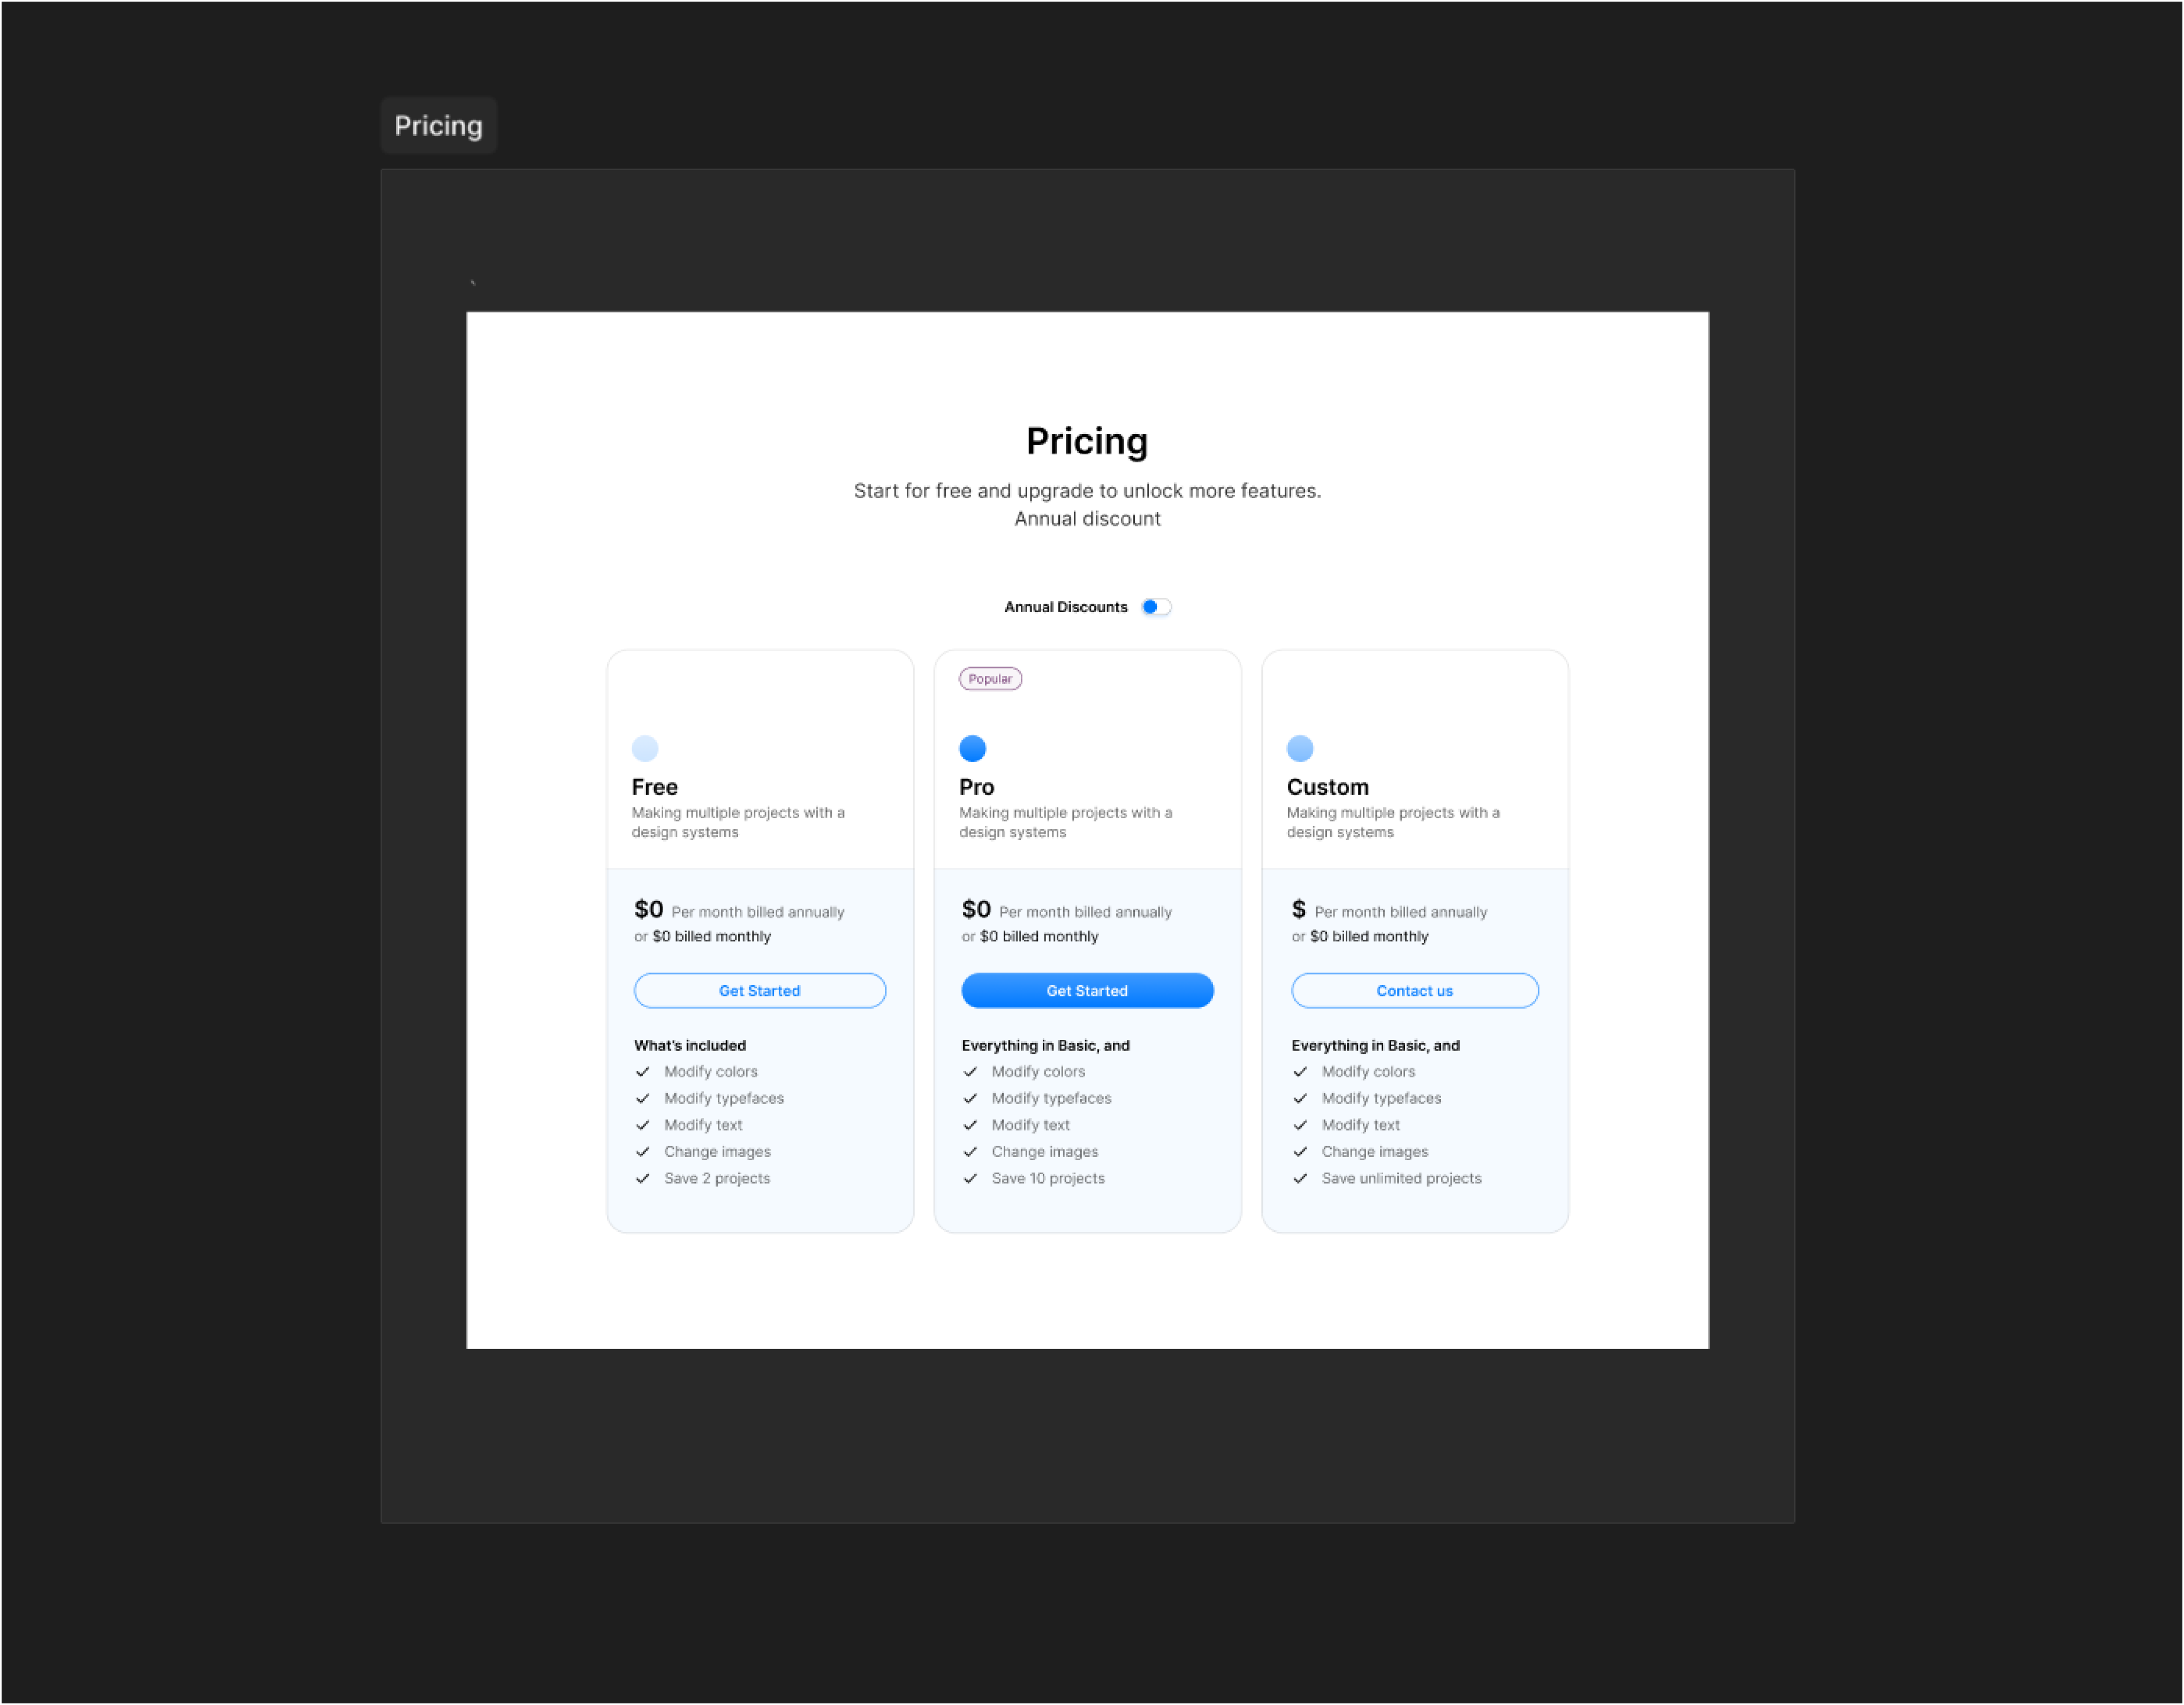 Pricing
Pricing
Start for free and upgrade to unlock more features.
Annual discount
Annual Discounts
Free
Making multiple projects with a
design systems
$0 Per month billed annually
or $0 billed monthly
Get Started
What's included
Modify colors
Modify typefaces
Modify text
Change images
Save 2 projects
Popular
Pro
Making multiple projects with a
design systems
$0 Per month billed annually
or $0 billed monthly
Get Started
Everything in Basic, and
Modify colors
Modify typefaces
Modify text
Change images
Save 10 projects
Custom
Making multiple projects with a
design systems
$ Per month billed annually
or $0 billed monthly
Contact us
Everything in Basic, and
Modify colors
Modify typefaces
Modify text
Change images
Save unlimited projects